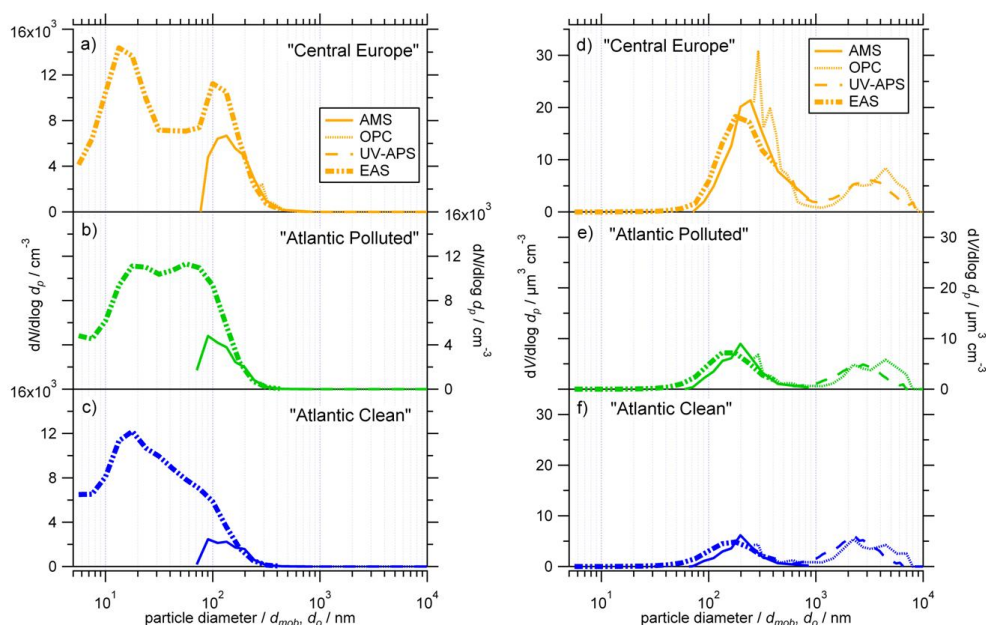 16x10³
a)
"Central Europe"
12
8
4
0
AMS
OPC
UV-APS
EAS
16x10³
b)
"Atlantic Polluted"
12
8
4
0
dN/dlog dp / cm⁻³
dN/dlog dp / cm⁻³
16x10³
c)
"Atlantic Clean"
12
8
4
0
10¹ 10² 10³ 10⁴
particle diameter / dmob, do / nm
d)
"Central Europe"
30
20
10
0
AMS
OPC
UV-APS
EAS
e)
"Atlantic Polluted"
30
20
10
0
dV/dlog dp / µm³ cm⁻³
dV/dlog dp / µm³ cm⁻³
f)
"Atlantic Clean"
30
20
10
0
10¹ 10² 10³ 10⁴
particle diameter / dmob, do / nm